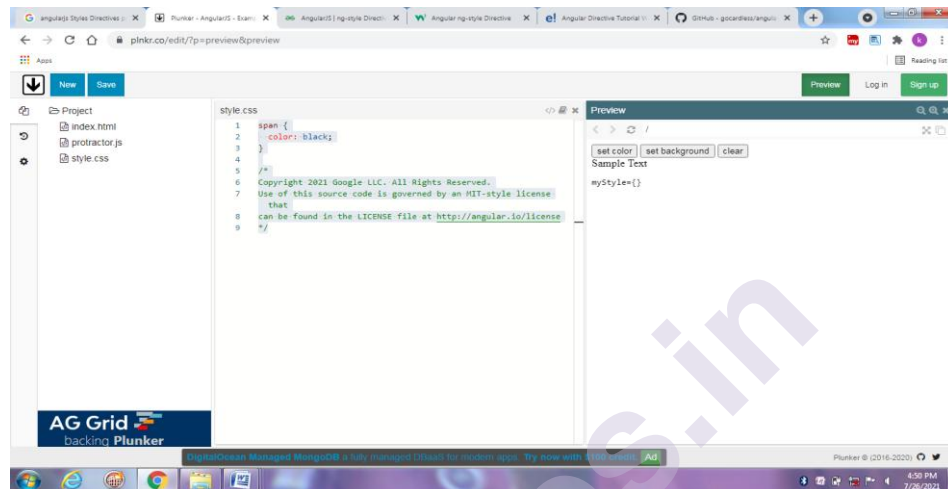 angularjs Styles Directives
Plunker - AngularJS - Exam
AngularJS | ng-style Directi
Angular ng-style Directive
Angular Directive Tutorial
GitHub - gocardless/angula
plnkr.co/edit/?p=preview&preview
Apps
Reading list
New
Save
Preview
Log in
Sign up
Project
index.html
protractor.js
style.css
style.css
1 span {
2 color: black;
3 }
4
5 /*
6 Copyright 2021 Google LLC. All Rights Reserved.
7 Use of this source code is governed by an MIT-style license
that
8 can be found in the LICENSE file at http://angular.io/license
9 */
Preview
/
set color
set background
clear
Sample Text
myStyle={}
AG Grid
backing Plunker
DigitalOcean Managed MongoDB a fully managed DBaaS for modern apps. Try now with $100 credit. Ad
Plunker © (2016-2020)
4:50 PM
7/26/2021
s.in